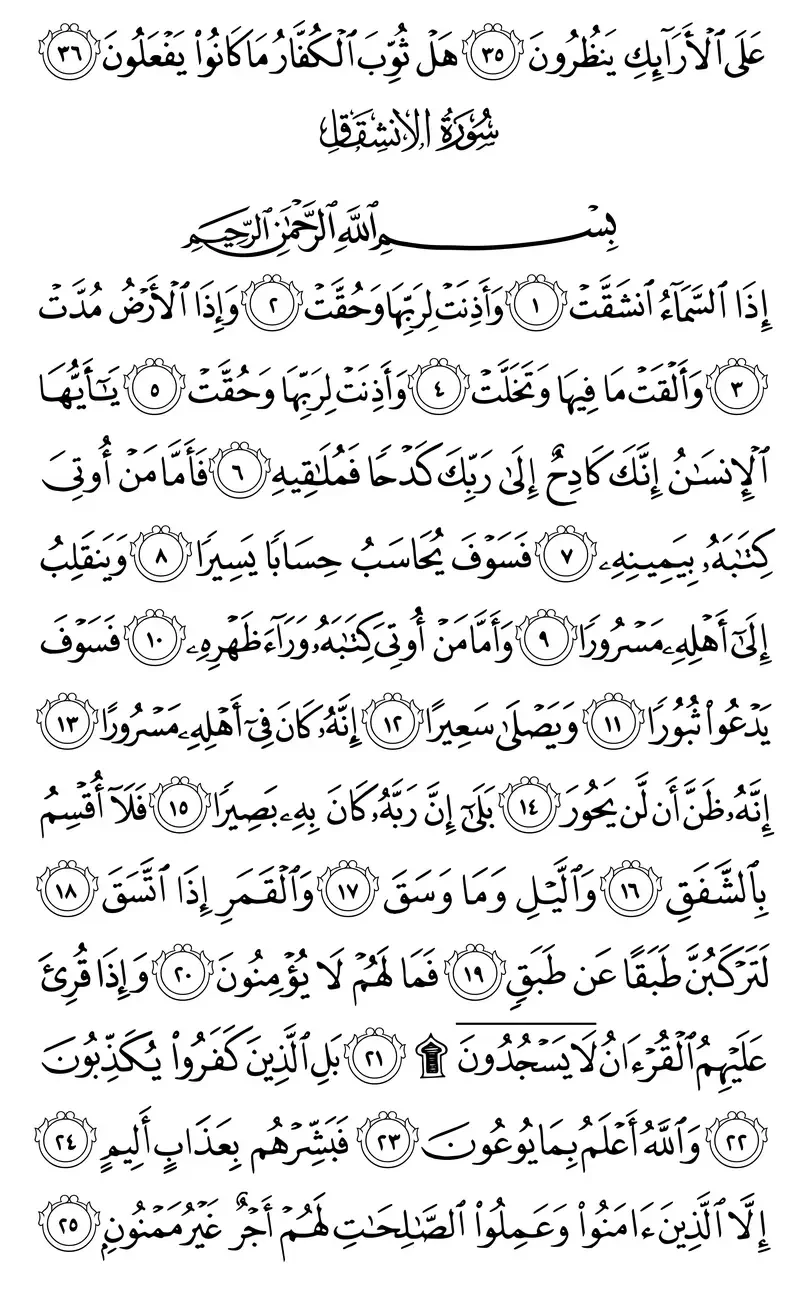 عَلَى ٱلْأَرَآئِكِ يَنظُرُونَ ٣٥ هَلْ ثُوِّبَ ٱلْكُفَّارُ مَا كَانُوا۟ يَفْعَلُونَ ٣٦
سُورَةُ الانشِقَاقِ
بِسْمِ ٱللَّهِ ٱلرَّحْمَٰنِ ٱلرَّحِيمِ
إِذَا ٱلسَّمَآءُ ٱنشَقَّتْ ١ وَأَذِنَتْ لِرَبِّهَا وَحُقَّتْ ٢ وَإِذَا ٱلْأَرْضُ مُدَّتْ
٣ وَأَلْقَتْ مَا فِيهَا وَتَخَلَّتْ ٤ وَأَذِنَتْ لِرَبِّهَا وَحُقَّتْ ٥ يَٰٓأَيُّهَا
ٱلْإِنسَٰنُ إِنَّكَ كَادِحٌ إِلَىٰ رَبِّكَ كَدْحًا فَمُلَٰقِيهِ ٦ فَأَمَّا مَنْ أُوتِىَ
كِتَٰبَهُۥ بِيَمِينِهِۦ ٧ فَسَوْفَ يُحَاسَبُ حِسَابًا يَسِيرًا ٨ وَيَنقَلِبُ
إِلَىٰٓ أَهْلِهِۦ مَسْرُورًا ٩ وَأَمَّا مَنْ أُوتِىَ كِتَٰبَهُۥ وَرَآءَ ظَهْرِهِۦ ١٠ فَسَوْفَ
يَدْعُوا۟ ثُبُورًا ١١ وَيَصْلَىٰ سَعِيرًا ١٢ إِنَّهُۥ كَانَ فِىٓ أَهْلِهِۦ مَسْرُورًا ١٣
إِنَّهُۥ ظَنَّ أَن لَّن يَحُورَ ١٤ بَلَىٰٓ إِنَّ رَبَّهُۥ كَانَ بِهِۦ بَصِيرًا ١٥ فَلَآ أُقْسِمُ
بِٱلشَّفَقِ ١٦ وَٱلَّيْلِ وَمَا وَسَقَ ١٧ وَٱلْقَمَرِ إِذَا ٱتَّسَقَ ١٨
لَتَرْكَبُنَّ طَبَقًا عَن طَبَقٍ ١٩ فَمَا لَهُمْ لَا يُؤْمِنُونَ ٢٠ وَإِذَا قُرِئَ
عَلَيْهِمُ ٱلْقُرْءَانُ لَا يَسْجُدُونَ ۩ ٢١ بَلِ ٱلَّذِينَ كَفَرُوا۟ يُكَذِّبُونَ
٢٢ وَٱللَّهُ أَعْلَمُ بِمَا يُوعُونَ ٢٣ فَبَشِّرْهُم بِعَذَابٍ أَلِيمٍ ٢٤
إِلَّا ٱلَّذِينَ ءَامَنُوا۟ وَعَمِلُوا۟ ٱلصَّٰلِحَٰتِ لَهُمْ أَجْرٌ غَيْرُ مَمْنُونٍۭ ٢٥